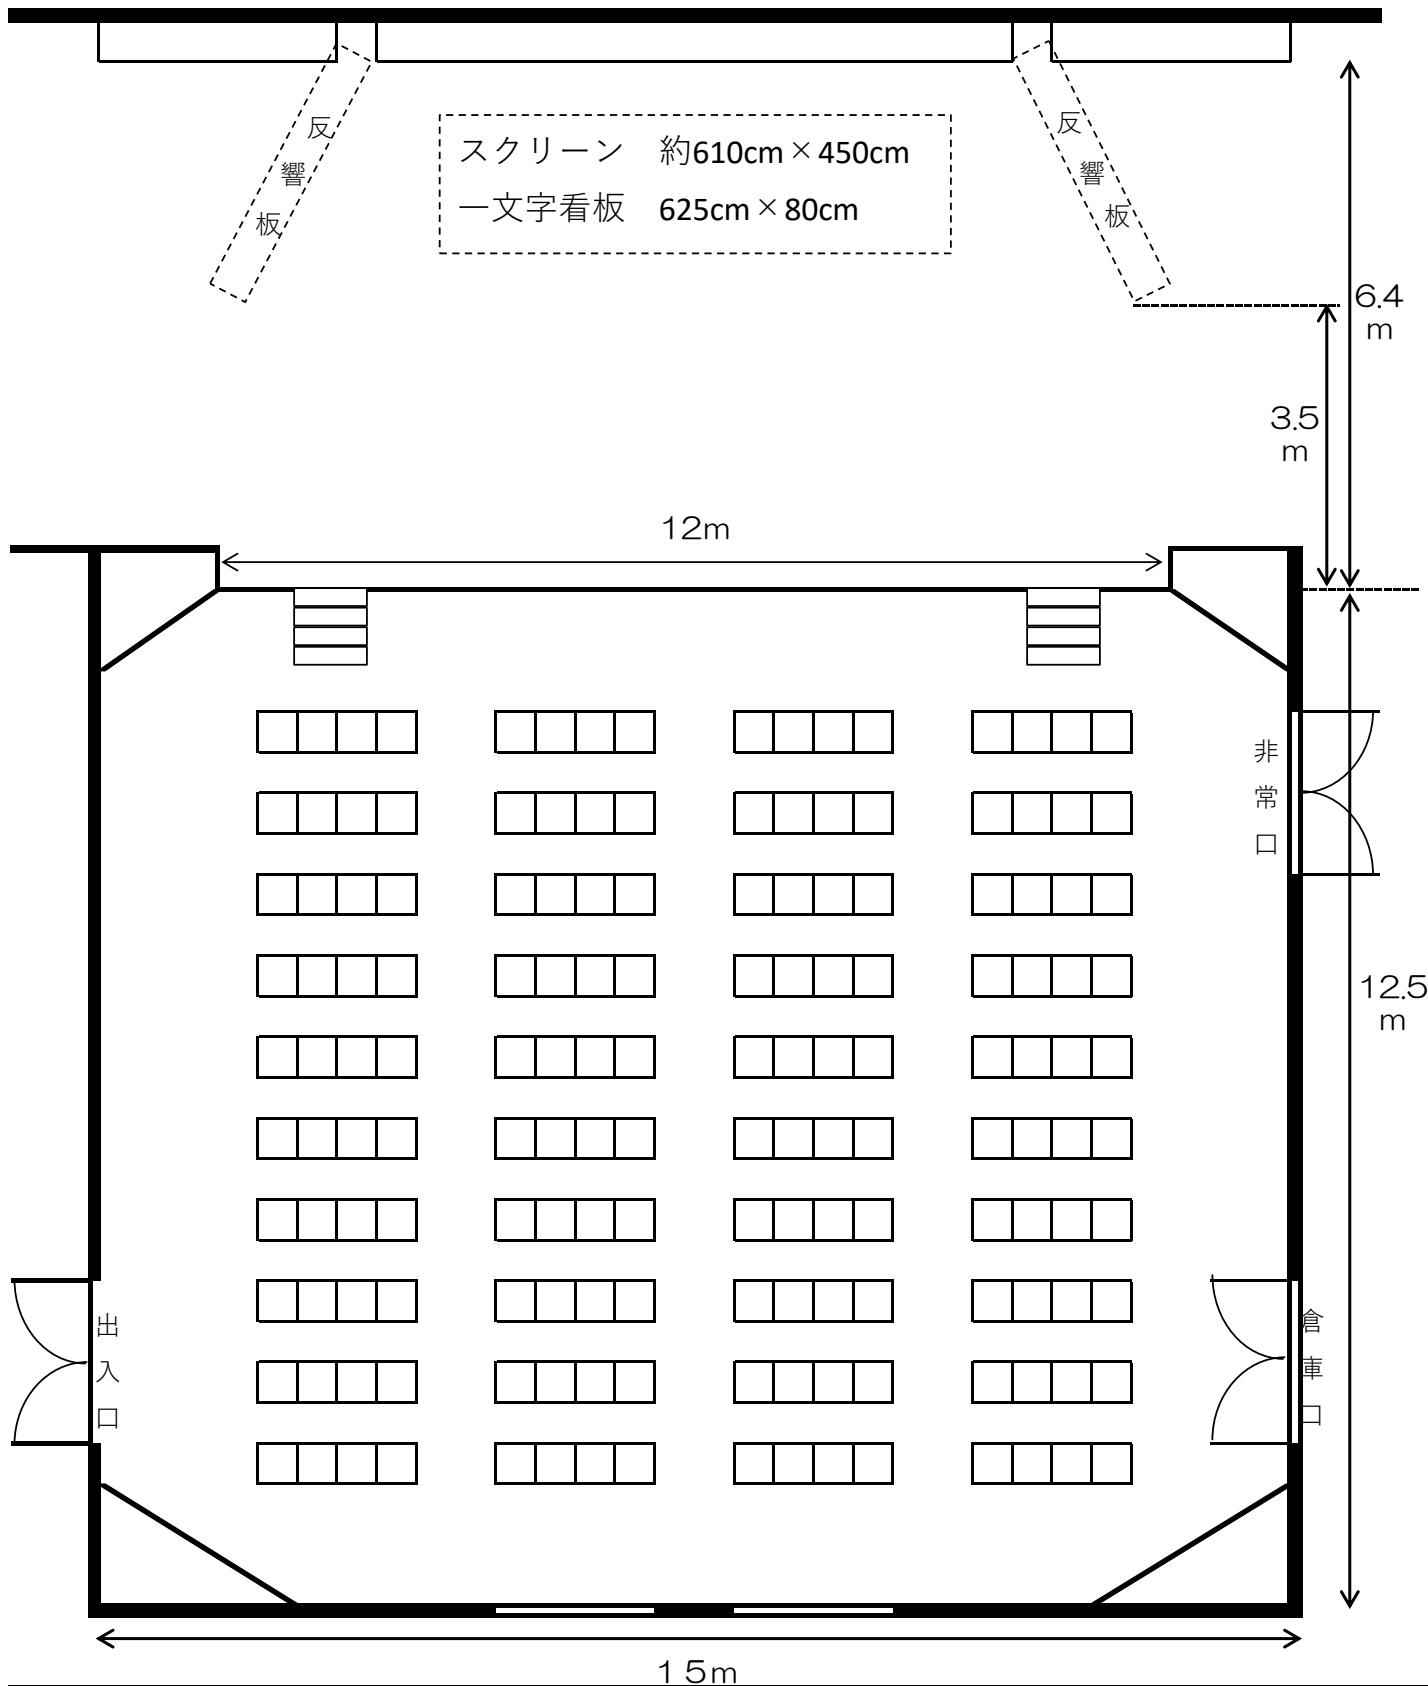 反響板
反響板
スクリーン　約610cm×450cm
一文字看板　625cm×80cm
6.4
m
3.5
m
12m
非常口
12.5
m
出入口
倉庫口
15m